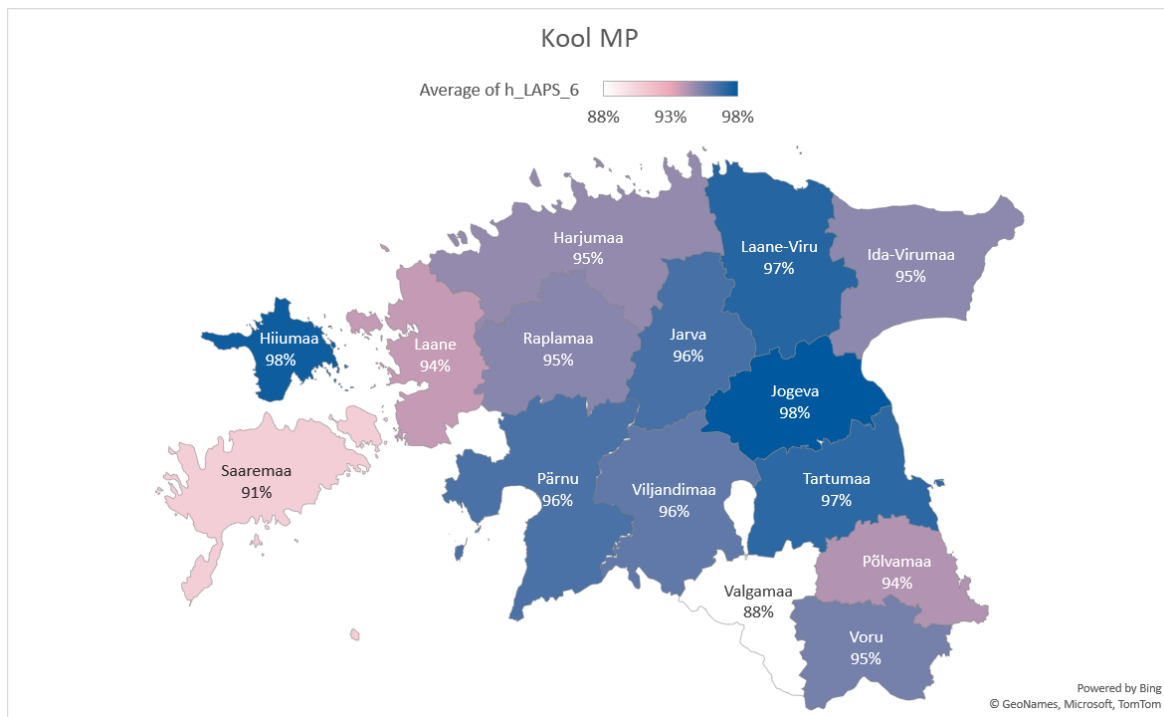 Kool MP
Average of h_LAPS_6
88% 93% 98%
Harjumaa
95%
Laane-Viru
97%
Ida-Virumaa
95%
Hiiumaa
98%
Laane
94%
Raplamaa
95%
Jarva
96%
Jogeva
98%
Saaremaa
91%
Pärnu
96%
Viljandimaa
96%
Tartumaa
97%
Põlvamaa
94%
Valgamaa
88%
Voru
95%
Powered by Bing
© GeoNames, Microsoft, TomTom